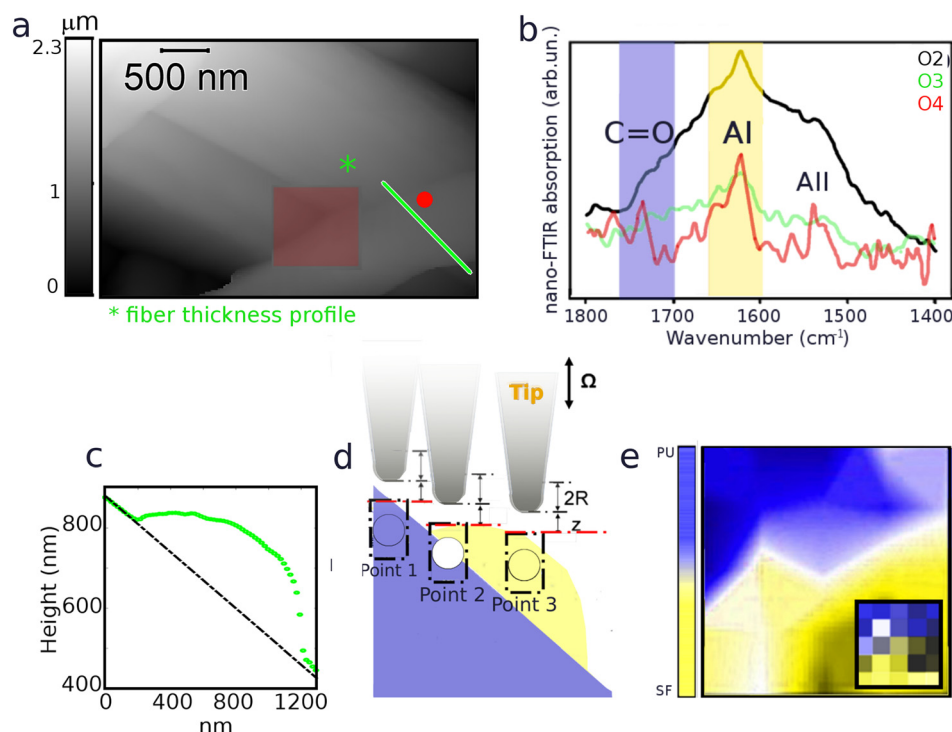 a
μm
2.3
1
0
500 nm
*
* fiber thickness profile
b
nano-FTIR absorption (arb.un.)
O2
O3
O4
C=O
AI
AII
1800 1700 1600 1500 1400
Wavenumber (cm-1)
c
Height (nm)
800
600
400
0 400 800 1200
nm
d
Tip
Ω
2R
z
Point 1
Point 2
Point 3
e
PU
SF